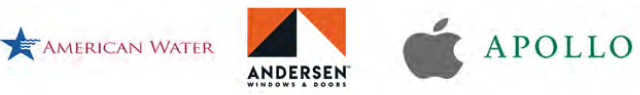 AMERICAN WATER
ANDERSEN
WINDOWS & DOORS
APOLLO